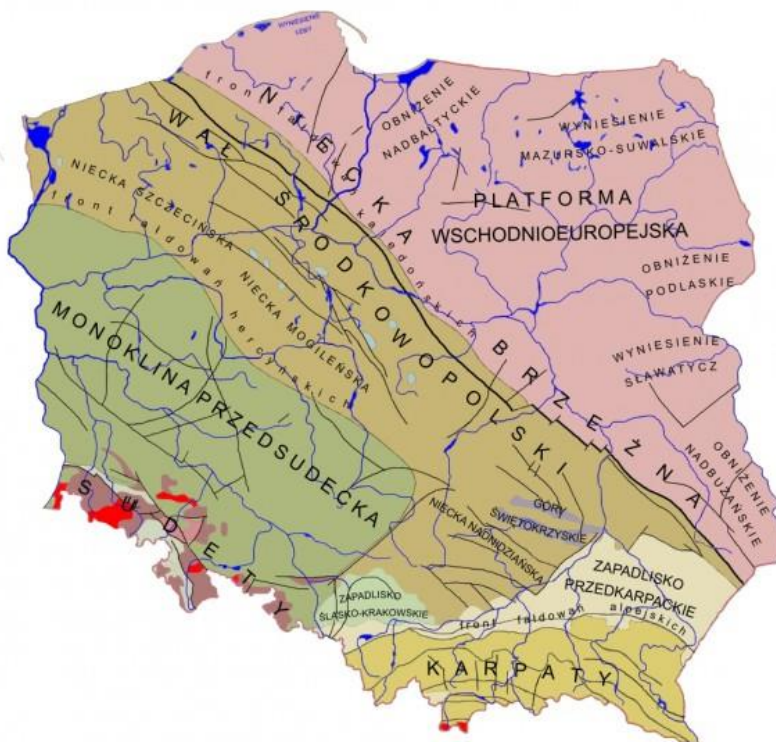 WYNIESIENIE
ŁEBY
OBNIŻENIE
NADBAŁTYCKIE
WYNIESIENIE
MAZURSKO-SUWALSKIE
PLATFORMA
WSCHODNIOEUROPEJSKA
OBNIŻENIE
PODLASKIE
WYNIESIENIE
SŁAWATYCZ
OBNIŻENIE
NADBUŻAŃSKIE
NIECKA BRZEŻNA
front fałdowań kaledońskich
WAŁ ŚRODKOWOPOLSKI
NIECKA SZCZECIŃSKA
NIECKA MOGILEŃSKA
front fałdowań hercyńskich
MONOKLINA PRZEDSUDECKA
SUDETY
GÓRY
ŚWIĘTOKRZYSKIE
NIECKA NADNIDZIAŃSKA
ZAPADLISKO
ŚLĄSKO-KRAKOWSKIE
ZAPADLISKO
PRZEDKARPACKIE
front fałdowań alpejskich
KARPATY